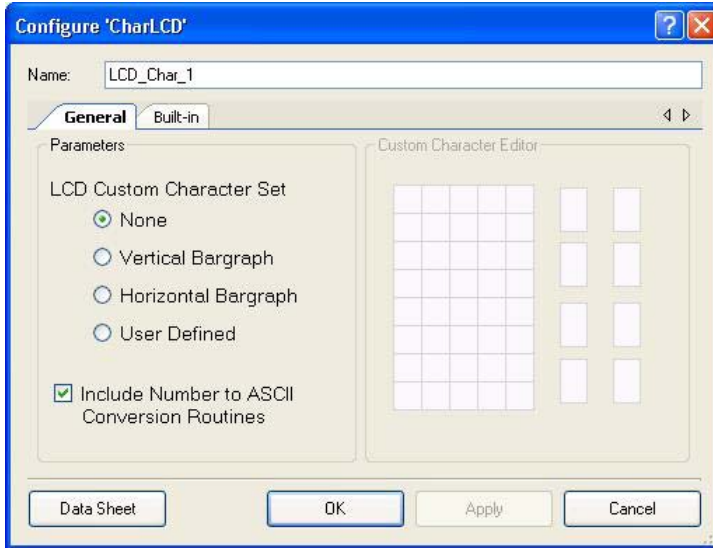 Configure 'CharLCD'
Name: LCD_Char_1
General Built-in
Parameters
LCD Custom Character Set
None
Vertical Bargraph
Horizontal Bargraph
User Defined
Include Number to ASCII
Conversion Routines
Custom Character Editor
Data Sheet OK Apply Cancel